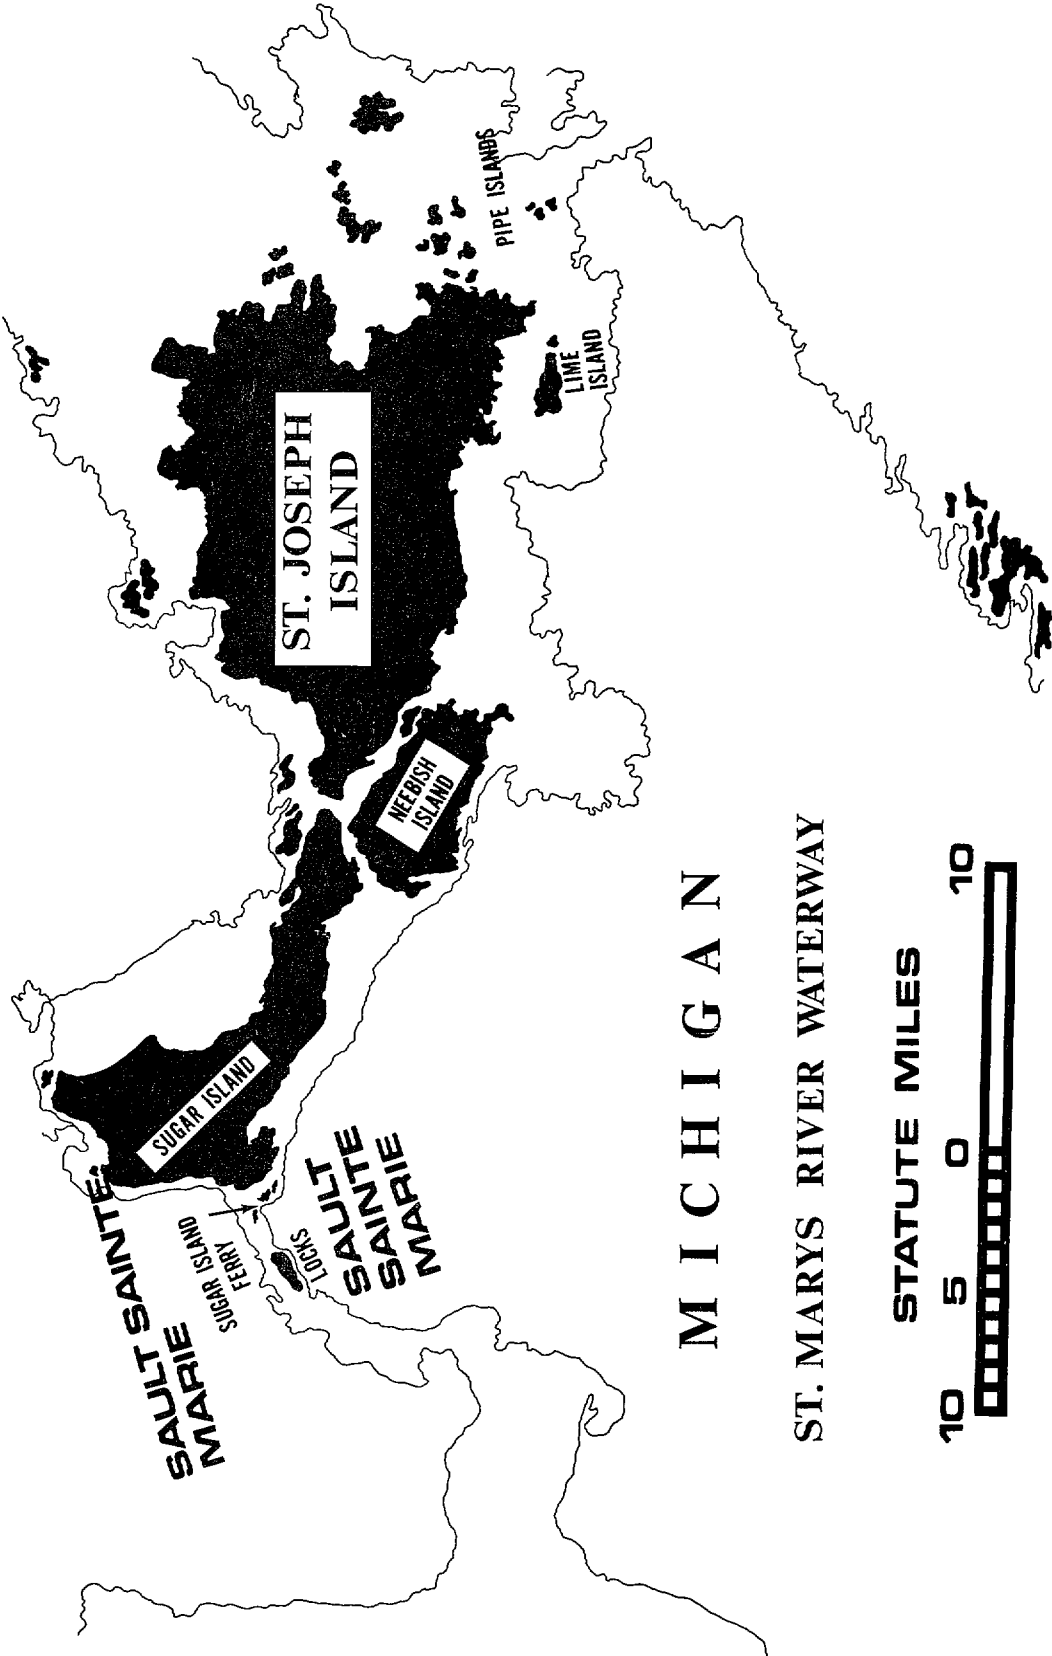 SAULT SAINTE
MARIE
SUGAR ISLAND
FERRY
LOCKS
SAULT
SAINTE
MARIE
SUGAR ISLAND
NEEBISH
ISLAND
ST. JOSEPH
ISLAND
LIME
ISLAND
PIPE ISLANDS
MICHIGAN
ST. MARYS RIVER WATERWAY
STATUTE MILES
10 5 0 10